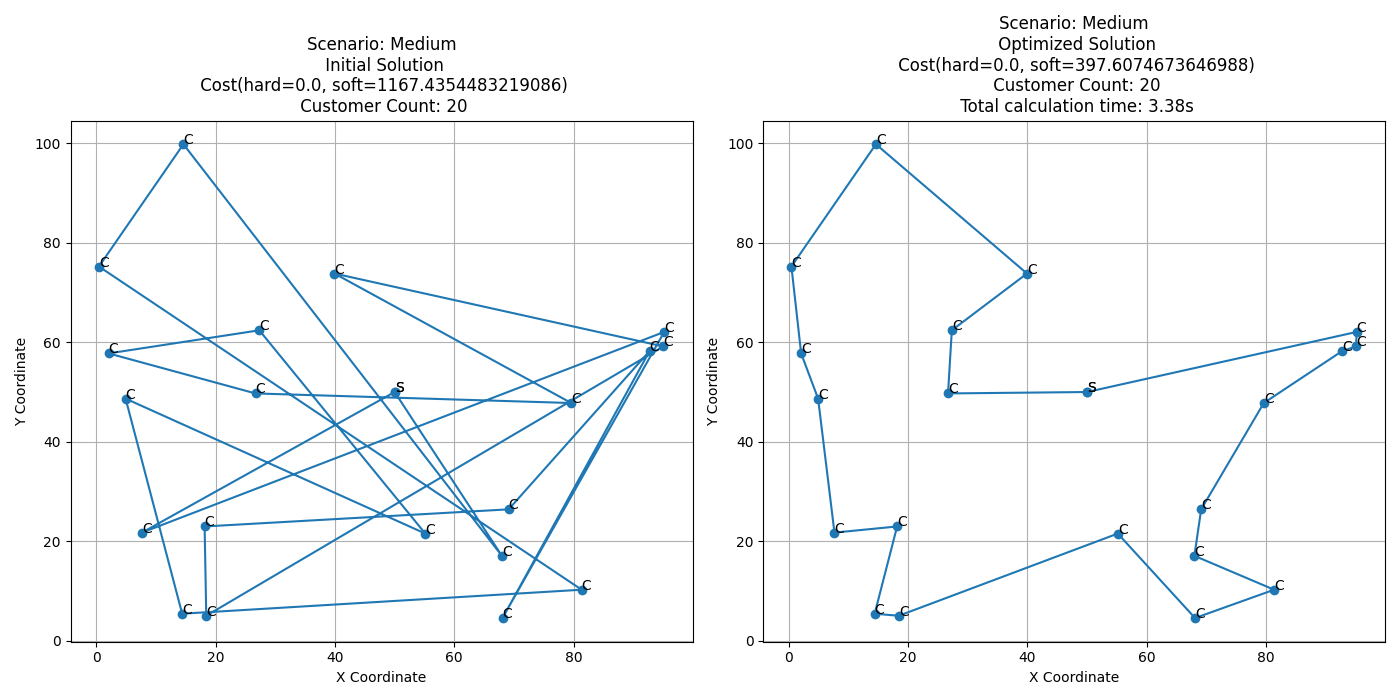 Scenario: Medium
Initial Solution
Cost(hard=0.0, soft=1167.4354483219086)
Customer Count: 20
100
80
60
40
20
0
Y Coordinate
C
C
C
C
C
C
C
C
C
C
C
S
C
C
C
C
C
C
C
C
C
0
20
40
60
80
X Coordinate
Scenario: Medium
Optimized Solution
Cost(hard=0.0, soft=397.6074673646988)
Customer Count: 20
Total calculation time: 3.38s
100
80
60
40
20
0
Y Coordinate
C
C
C
C
C
C
C
C
C
S
C
C
C
C
C
C
C
C
C
C
C
0
20
40
60
80
X Coordinate